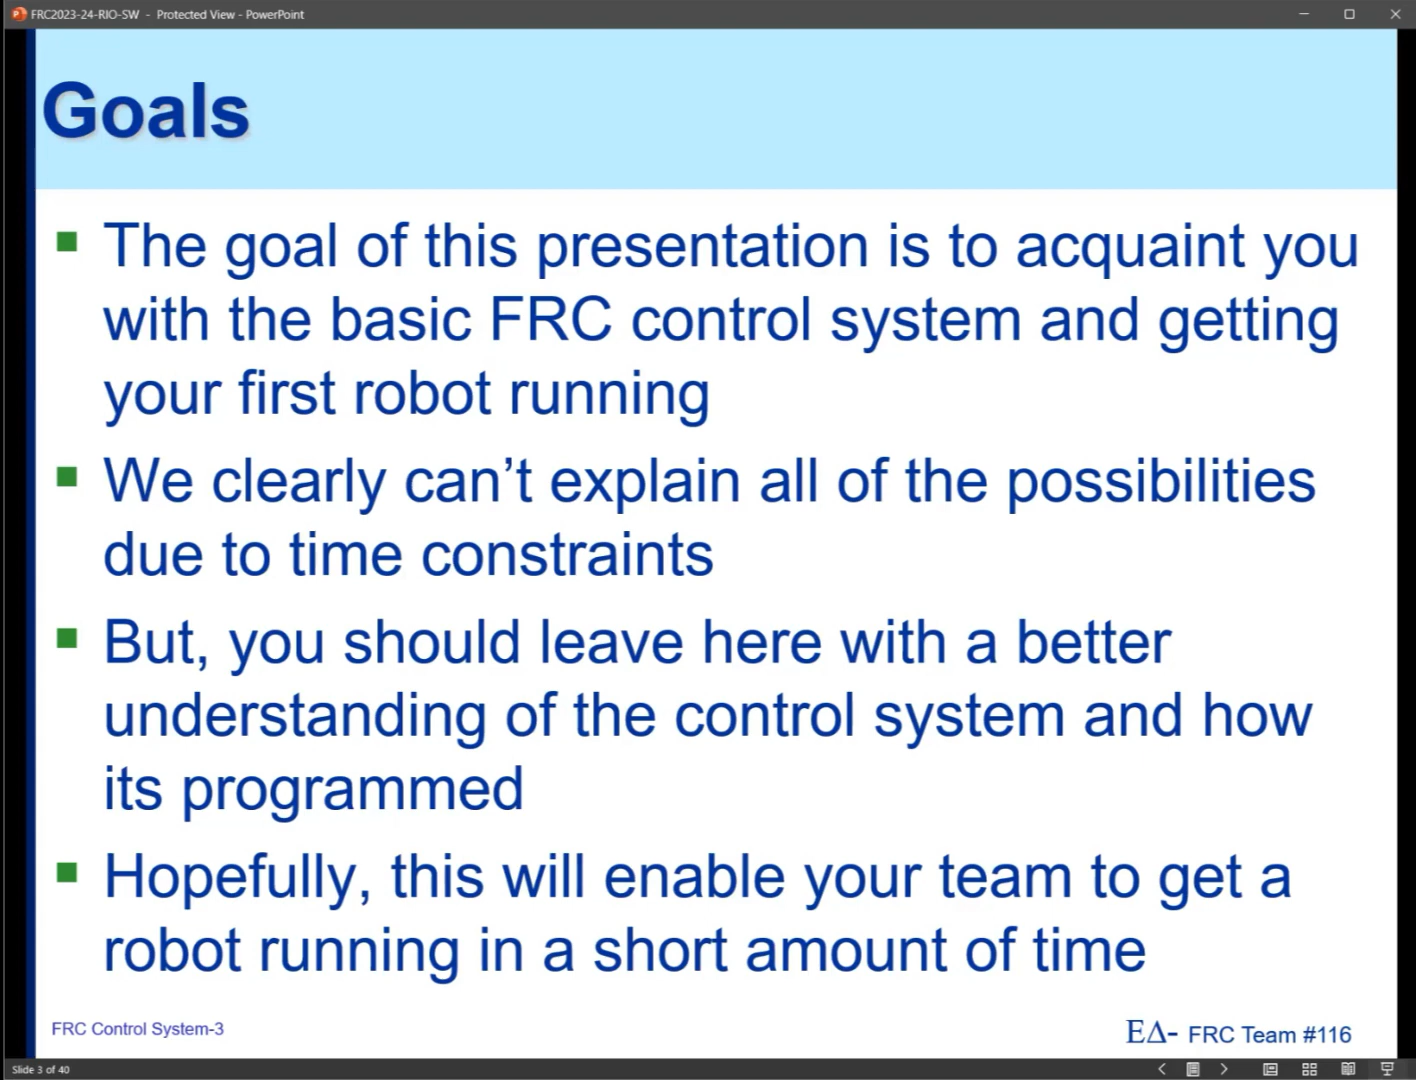 FRC2023-24-RIO-SW - Protected View - PowerPoint
Goals
The goal of this presentation is to acquaint you
with the basic FRC control system and getting
your first robot running
We clearly can’t explain all of the possibilities
due to time constraints
But, you should leave here with a better
understanding of the control system and how
its programmed
Hopefully, this will enable your team to get a
robot running in a short amount of time
FRC Control System-3
ΕΔ- FRC Team #116
Slide 3 of 40